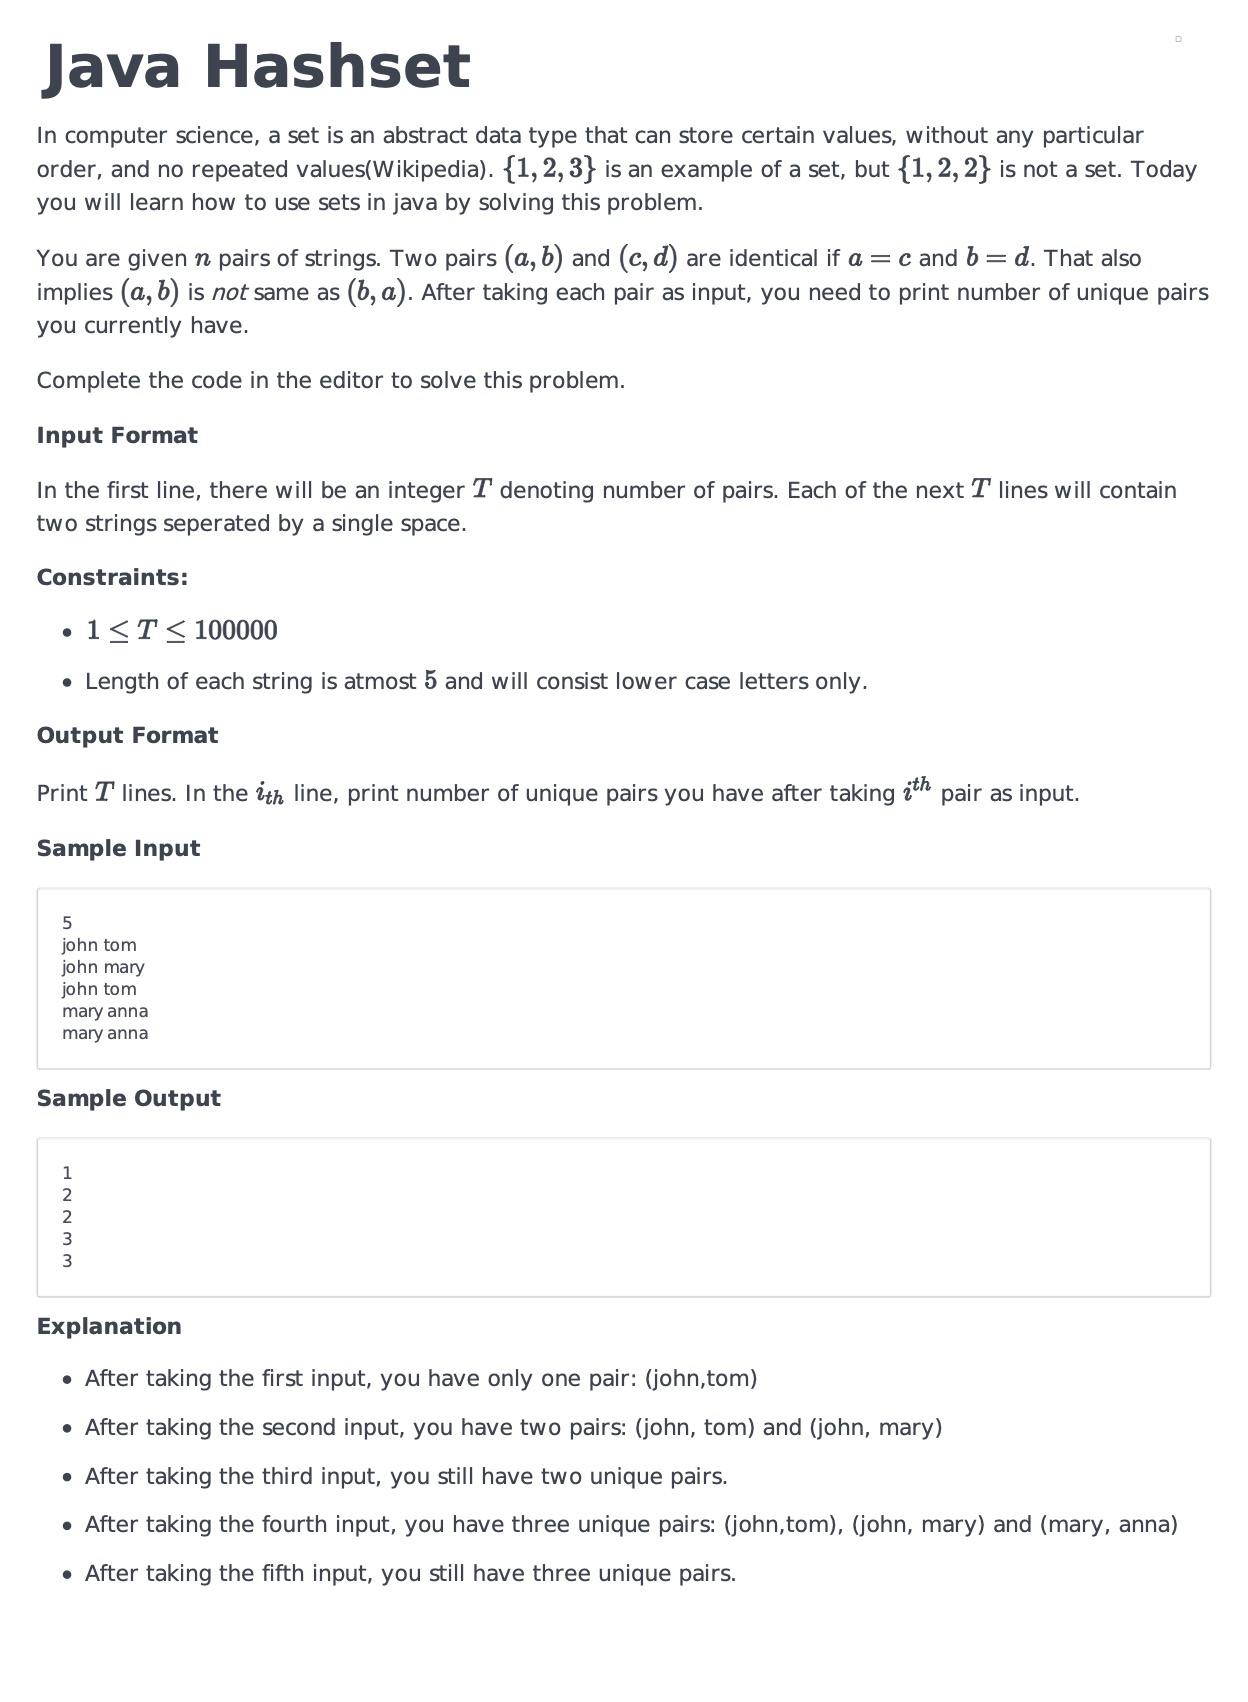 Java Hashset
In computer science, a set is an abstract data type that can store certain values, without any particular
order, and no repeated values(Wikipedia). {1, 2, 3} is an example of a set, but {1, 2, 2} is not a set. Today
you will learn how to use sets in java by solving this problem.
You are given n pairs of strings. Two pairs (a, b) and (c, d) are identical if a = c and b = d. That also
implies (a, b) is not same as (b, a). After taking each pair as input, you need to print number of unique pairs
you currently have.
Complete the code in the editor to solve this problem.
Input Format
In the first line, there will be an integer T denoting number of pairs. Each of the next T lines will contain
two strings seperated by a single space.
Constraints:
• 1 ≤ T ≤ 100000
• Length of each string is atmost 5 and will consist lower case letters only.
Output Format
Print T lines. In the i_{th} line, print number of unique pairs you have after taking i^{th} pair as input.
Sample Input
5
john tom
john mary
john tom
mary anna
mary anna
Sample Output
1
2
2
3
3
Explanation
• After taking the first input, you have only one pair: (john,tom)
• After taking the second input, you have two pairs: (john, tom) and (john, mary)
• After taking the third input, you still have two unique pairs.
• After taking the fourth input, you have three unique pairs: (john,tom), (john, mary) and (mary, anna)
• After taking the fifth input, you still have three unique pairs.